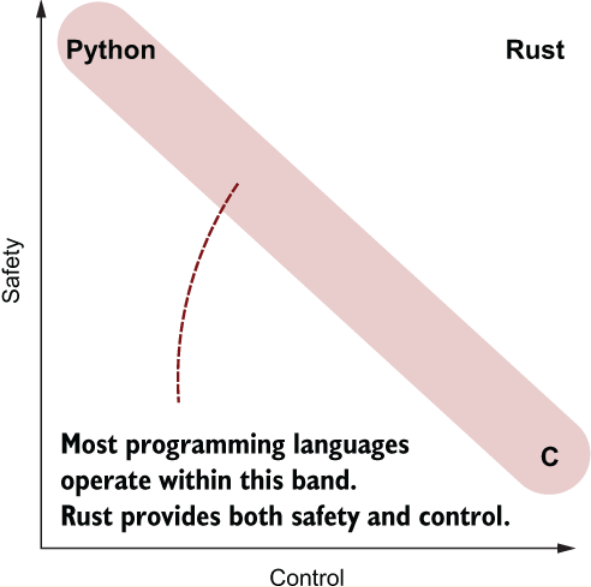 Python
Rust
Safety
Most programming languages
operate within this band.
Rust provides both safety and control.
C
Control